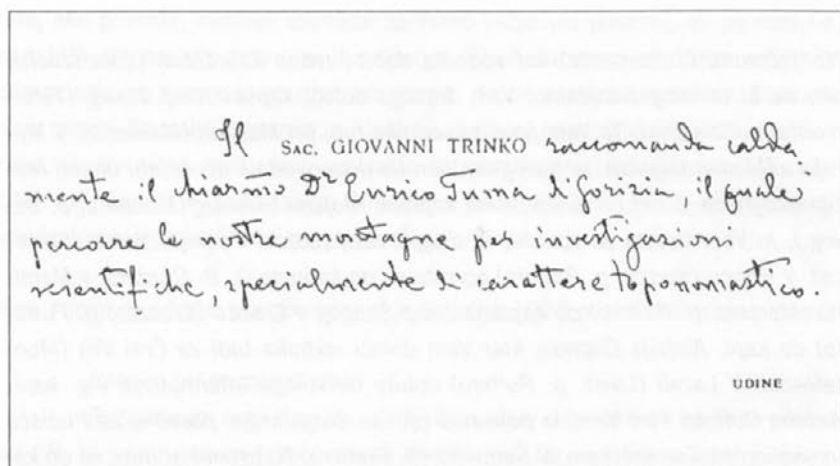 Il SAC. GIOVANNI TRINKO raccomanda calda
mente il chiarmo Dr Enrico Tuma di Gorizia il quale
percorre le nostre montagne per investigazioni
scientifiche, specialmente di carattere toponomastico.
UDINE